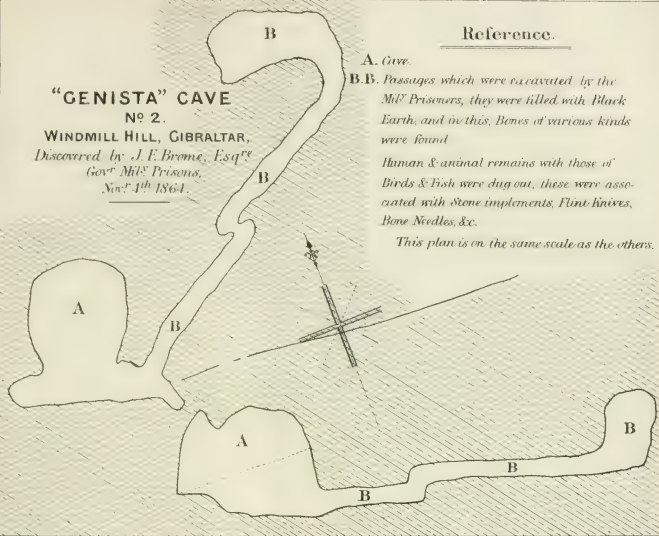 "GENISTA" CAVE
No 2.
WINDMILL HILL, GIBRALTAR,
Discovered by J. F. Brome, Esqre
Govr Mily Prisons,
Novr 4th 1864.
Reference.
A. Cave.
B.B. Passages which were excavated by the
Mily Prisoners, they were filled with Black
Earth, and in this, Bones of various kinds
were found
Human & animal remains with those of
Birds & Fish were dug out, these were asso-
ciated with Stone implements, Flint Knives,
Bone Needles, &c.
This plan is on the same scale as the others.
B
B
B
A
A
B
B
B